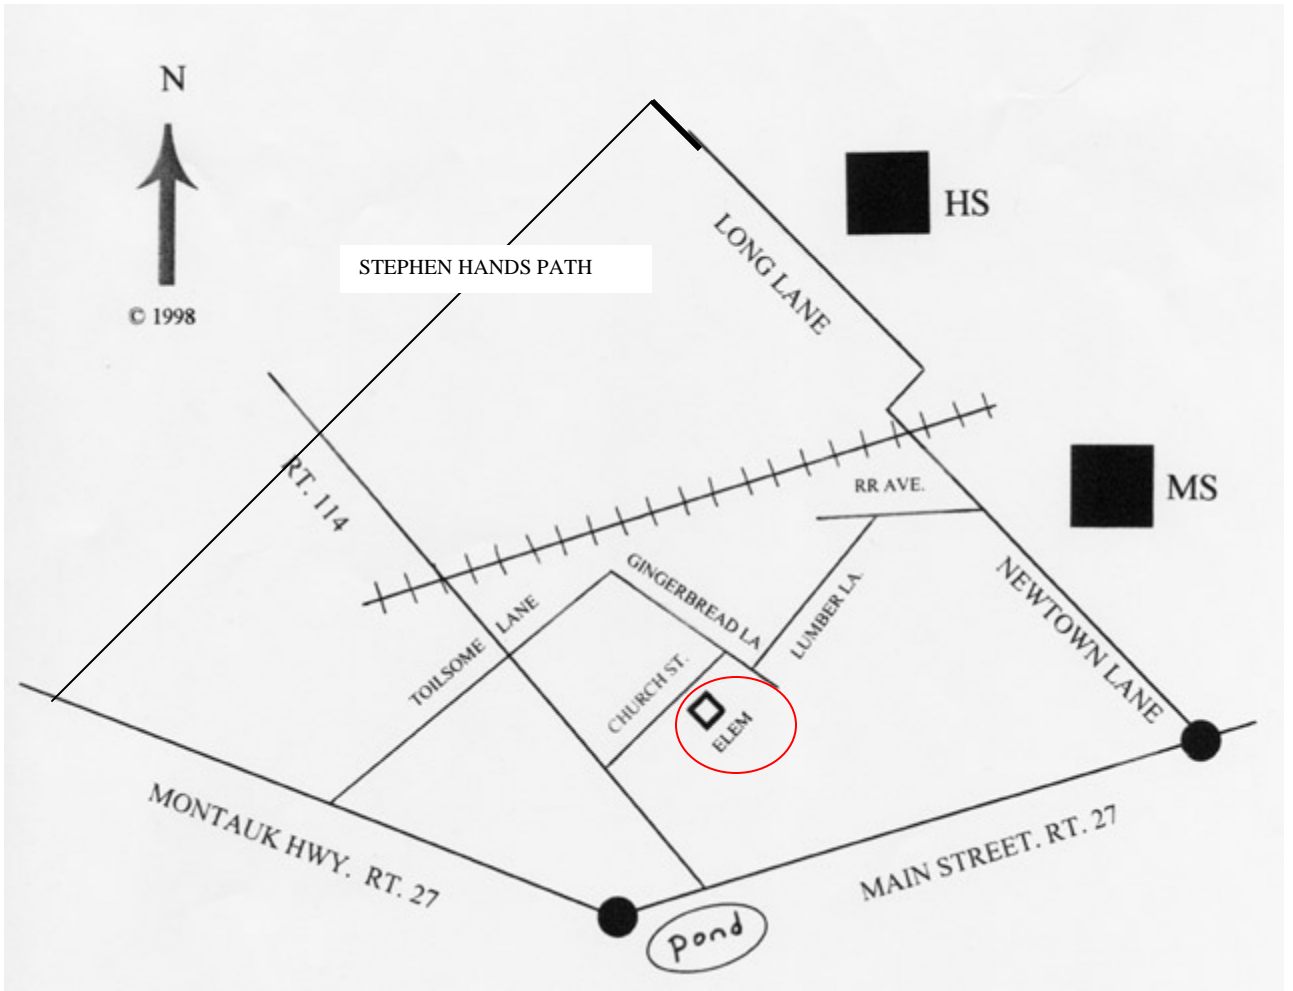 N
© 1998
STEPHEN HANDS PATH
LONG LANE
HS
RT. 114
RR AVE.
MS
GINGERBREAD LA
TOILSOME LANE
LUMBER LA.
NEWTOWN LANE
CHURCH ST.
ELEM
MONTAUK HWY. RT. 27
MAIN STREET. RT. 27
pond